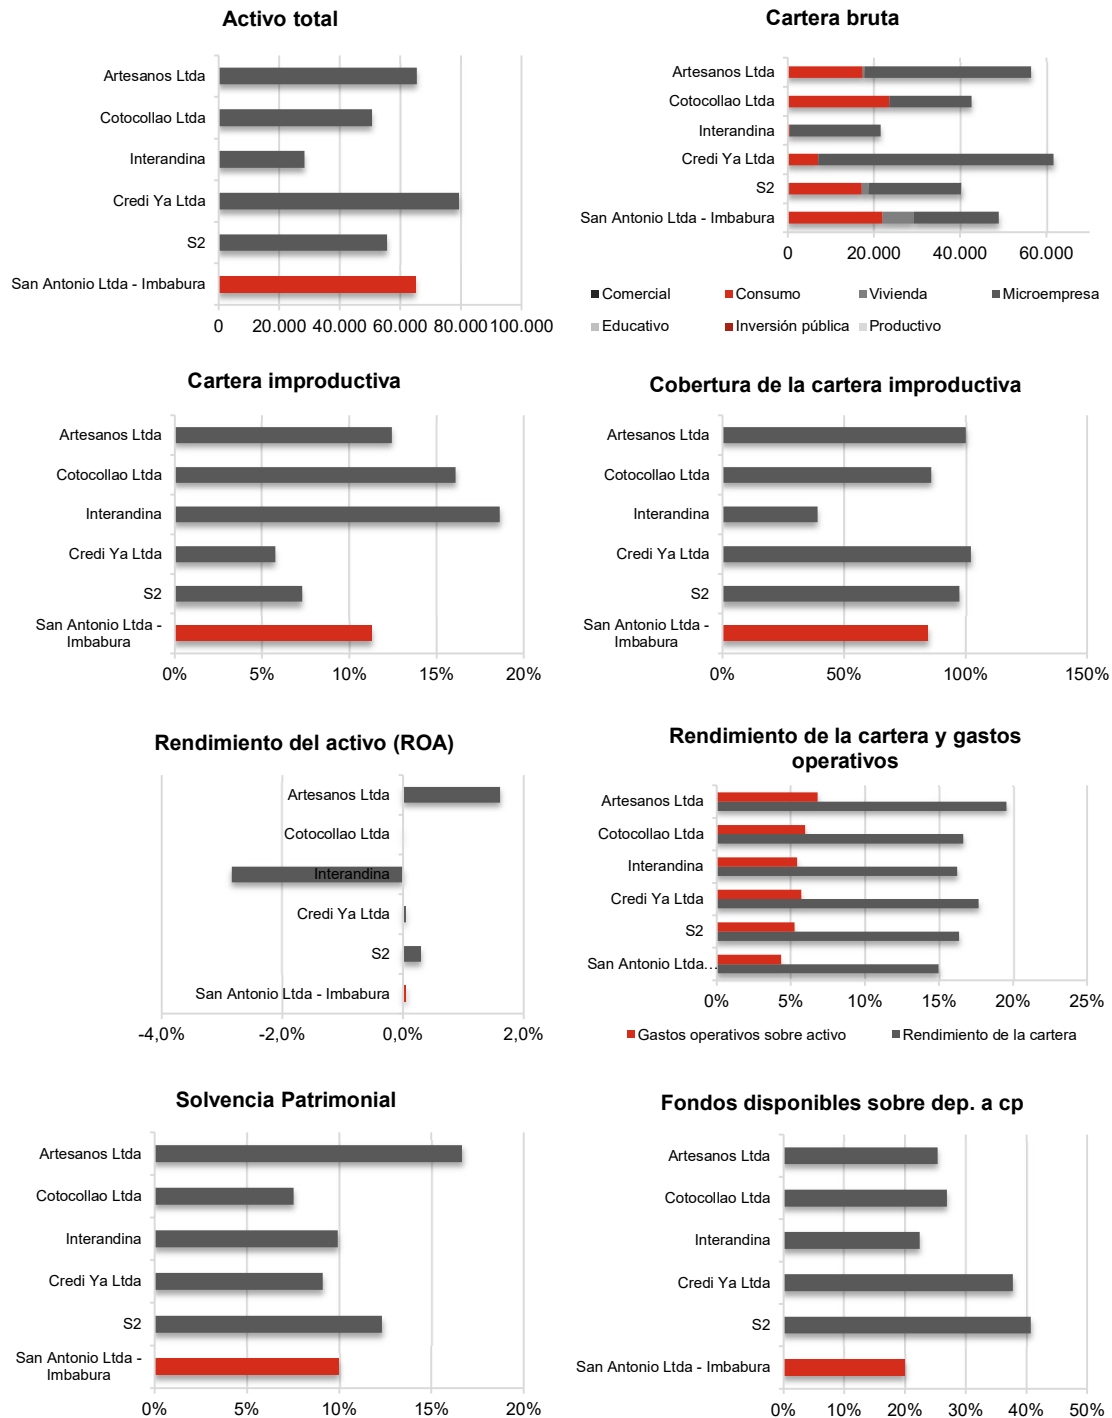 Activo total
Artesanos Ltda
Cotocollao Ltda
Interandina
Credi Ya Ltda
S2
San Antonio Ltda - Imbabura
0 20.000 40.000 60.000 80.000 100.000
Cartera bruta
Artesanos Ltda
Cotocollao Ltda
Interandina
Credi Ya Ltda
S2
San Antonio Ltda - Imbabura
0 20.000 40.000 60.000
Comercial Consumo Vivienda Microempresa
Educativo Inversión pública Productivo
Cartera improductiva
Artesanos Ltda
Cotocollao Ltda
Interandina
Credi Ya Ltda
S2
San Antonio Ltda -
Imbabura
0% 5% 10% 15% 20%
Cobertura de la cartera improductiva
Artesanos Ltda
Cotocollao Ltda
Interandina
Credi Ya Ltda
S2
San Antonio Ltda -
Imbabura
0% 50% 100% 150%
Rendimiento del activo (ROA)
Artesanos Ltda
Cotocollao Ltda
Interandina
Credi Ya Ltda
S2
San Antonio Ltda - Imbabura
-4,0% -2,0% 0,0% 2,0%
Rendimiento de la cartera y gastos
operativos
Artesanos Ltda
Cotocollao Ltda
Interandina
Credi Ya Ltda
S2
San Antonio Ltda…
0% 5% 10% 15% 20% 25%
Gastos operativos sobre activo Rendimiento de la cartera
Solvencia Patrimonial
Artesanos Ltda
Cotocollao Ltda
Interandina
Credi Ya Ltda
S2
San Antonio Ltda -
Imbabura
0% 5% 10% 15% 20%
Fondos disponibles sobre dep. a cp
Artesanos Ltda
Cotocollao Ltda
Interandina
Credi Ya Ltda
S2
San Antonio Ltda - Imbabura
0% 10% 20% 30% 40% 50%